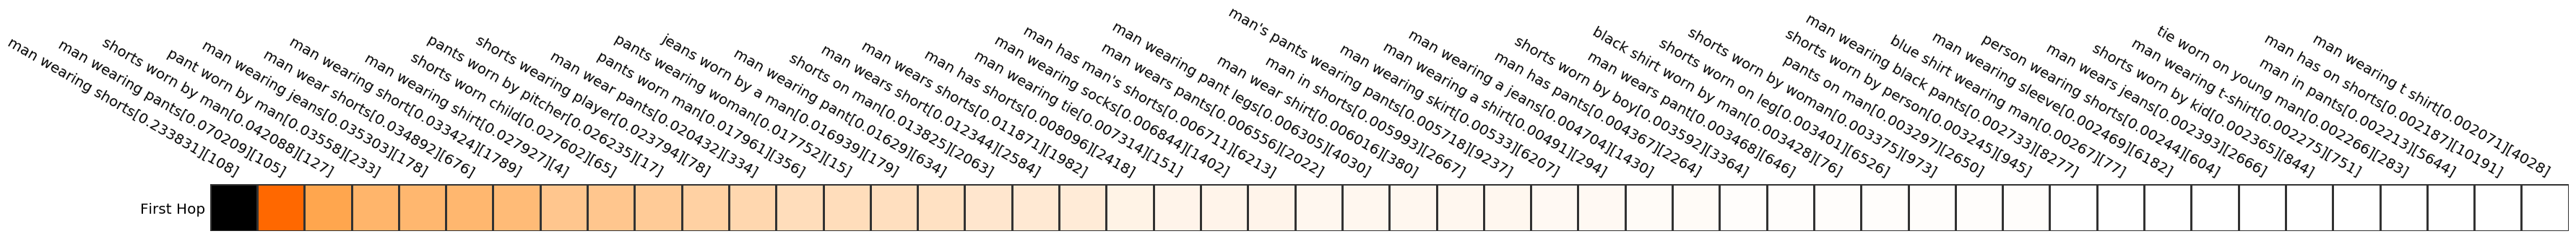 man wearing shorts[0.233831][108]
man wearing pants[0.070209][105]
shorts worn by man[0.042088][127]
pant worn by man[0.03558][233]
man wearing jeans[0.035303][178]
man wear shorts[0.034892][676]
man wearing short[0.033424][1789]
man wearing shirt[0.027927][4]
shorts worn child[0.027602][65]
pants worn by pitcher[0.026235][17]
shorts wearing player[0.023794][78]
man wear pants[0.020432][334]
pants worn man[0.017961][356]
pants wearing woman[0.017752][15]
jeans worn by a man[0.016939][179]
man wearing pant[0.01629][634]
shorts on man[0.013825][2063]
man wears short[0.012344][2584]
man wears shorts[0.011871][1982]
man has shorts[0.008096][2418]
man wearing tie[0.007314][151]
man wearing socks[0.006844][1402]
man has man's shorts[0.006711][6213]
man wears pants[0.006556][2022]
man wearing pant legs[0.006305][4030]
man wear shirt[0.006016][380]
man in shorts[0.005993][2667]
man's pants wearing pants[0.005718][9237]
man wearing skirt[0.00533][6207]
man wearing a shirt[0.00491][294]
man wearing a jeans[0.004704][1430]
man has pants[0.004367][2264]
shorts worn by boy[0.003592][3364]
man wears pant[0.003468][646]
black shirt worn by man[0.003428][76]
shorts worn on leg[0.003401][6526]
shorts worn by woman[0.003375][973]
pants on man[0.003297][2650]
shorts worn by person[0.003245][945]
man wearing black pants[0.002733][8277]
blue shirt wearing man[0.00267][77]
man wearing sleeve[0.002469][6182]
person wearing shorts[0.00244][604]
man wears jeans[0.002393][2666]
shorts worn by kid[0.002365][844]
man wearing t-shirt[0.002275][751]
tie worn on young man[0.002266][283]
man in pants[0.002213][5644]
man has on shorts[0.002187][10191]
man wearing t shirt[0.002071][4028]
First Hop